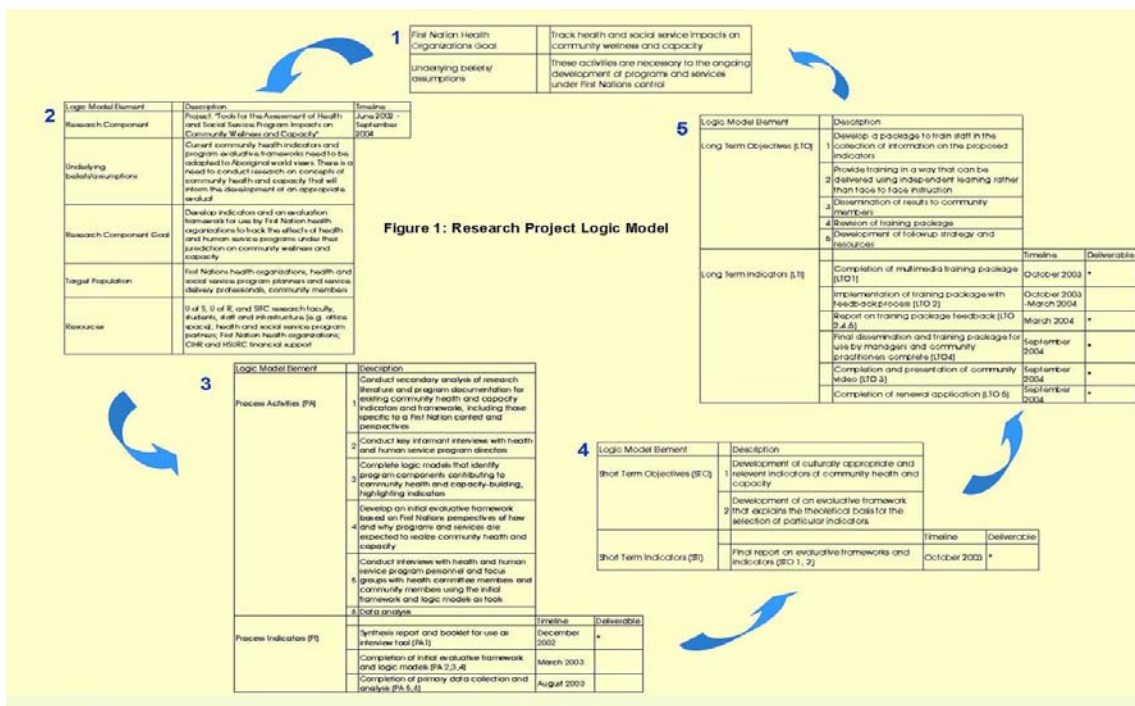 1
First Nation Health
Organizations Goal
Track health and social service impacts on
community wellness and capacity
Underlying beliefs/
assumptions
These activities are necessary to the ongoing
development of programs and services
under First Nations control
2
Logic Model Element
Description
Timeline
Research Component
Project "Tools for the Assessment of Health
and Social Service Program Impacts on
Community Wellness and Capacity"
June 2002 -
September
2004
Underlying
beliefs/assumptions
Current community health indicators and
program evaluative frameworks need to be
adapted to Aboriginal world views. There is a
need to conduct research on concepts of
community health and capacity that will
inform the development of an appropriate
evaluat
Research Component Goal
Develop indicators and an evaluation
framework for use by First Nation health
organizations to track the effects of health
and human service programs under their
jurisdiction on community wellness and
capacity
Target Population
First Nations health organizations, health and
social service program planners and service
delivery professionals, community members
Resources
U of S, U of R, and SIFC research faculty,
students, staff and infrastructure (e.g. office
space); health and social service program
partners; First Nation health organizations;
CIHR and HSURC financial support
Figure 1: Research Project Logic Model
3
Logic Model Element
Description
Process Activities (PA)
1
Conduct secondary analysis of research
literature and program documentation for
existing community health and capacity
indicators and framework, including those
specific to a First Nation context and
perspectives
2
Conduct key informant interviews with health
and human service program directors
3
Complete logic models that identify
program components contributing to
community health and capacity-building,
highlighting indicators
4
Develop an initial evaluative framework
based on First Nations perspectives of how
and why programs and services are
expected to realize community health and
capacity
5
Conduct interviews with health and human
service program personnel and focus
groups with health committee members and
community members using the initial
framework and logic models as tools
6
Data analysis
Timeline
Deliverable
Process Indicators (PI)
Synthesis report and booklet for use as
interview tool (PA1)
December
2002
*
Completion of initial evaluative framework
and logic models (PA 2,3,4)
March 2003
Completion of primary data collection and
analysis (PA 5,6)
August 2003
4
Logic Model Element
Description
Short Term Objectives (STO)
1
Development of culturally appropriate and
relevent indicators of community health and
capacity
2
Development of an evaluative framework
that explains the theoretical basis for the
selection of particular indicators
Timeline
Deliverable
Short Term Indicators (STI)
Final report on evaluative frameworks and
indicators (STO 1, 2)
October 2003
*
5
Logic Model Element
Description
Long Term Objectives (LTO)
1
Develop a package to train staff in the
collection of information on the proposed
indicators
2
Provide training in a way that can be
delivered using independent learning rather
than face to face instruction
3
Dissemination of results to community
members
4
Revision of training package
5
Development of followup strategy and
resources
Timeline
Deliverable
Long Term Indicators (LTI)
Completion of multimedia training package
(LTO1)
October 2003
*
Implementation of training package with
feedback process (LTO 2)
October 2003
-March 2004
Report on training package feedback (LTO
2,4,5)
March 2004
*
Final dissemination and training package for
use by managers and community
practitioners complete (LTO4)
September
2004
*
Completion and presentation of community
video (LTO 3)
September
2004
*
Completion of renewal application (LTO 5)
September
2004
*